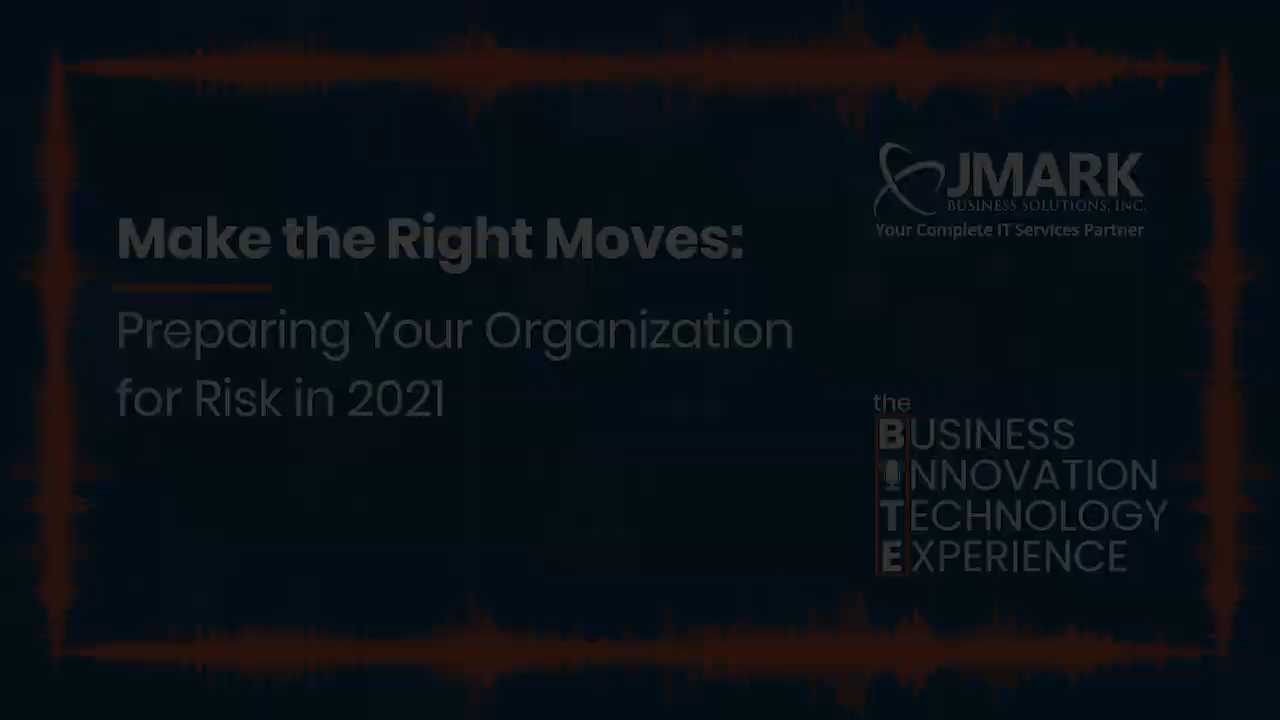 Make the Right Moves:
Preparing Your Organization
for Risk in 2021
JMARK
BUSINESS SOLUTIONS, INC.
Your Complete IT Services Partner
the
BUSINESS
INNOVATION
TECHNOLOGY
EXPERIENCE